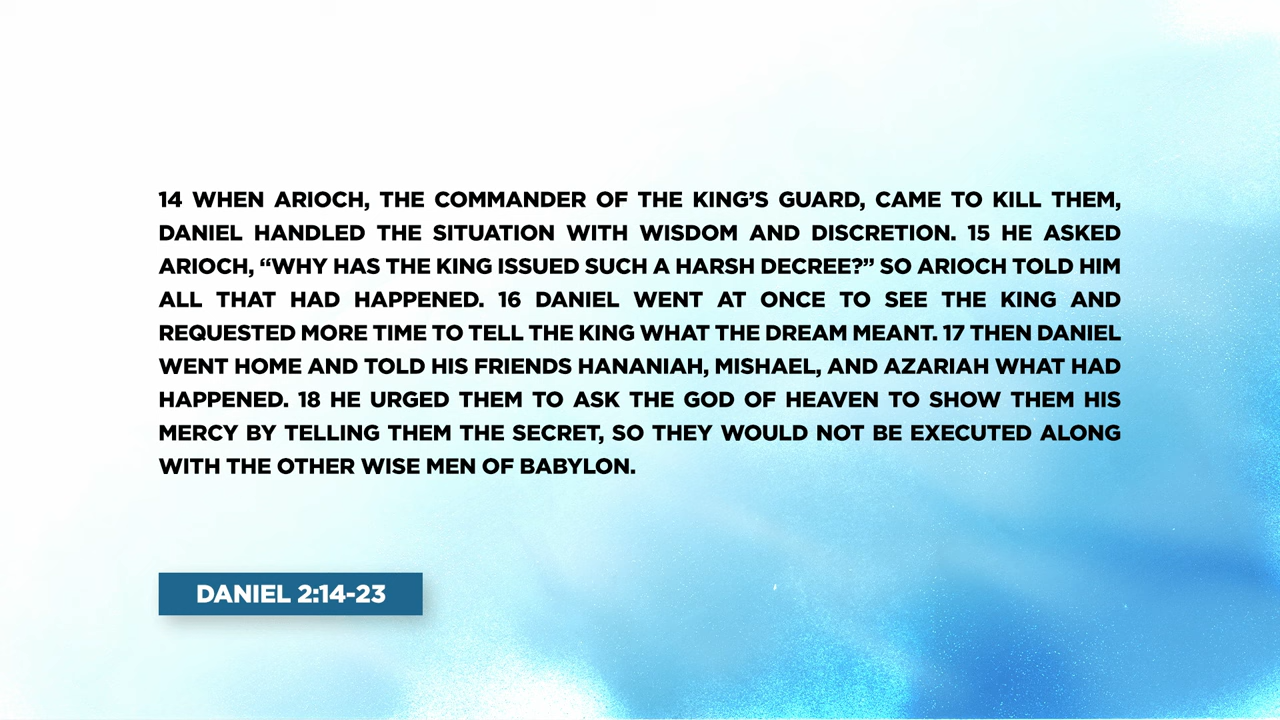 14 WHEN ARIOCH, THE COMMANDER OF THE KING’S GUARD, CAME TO KILL THEM,
DANIEL HANDLED THE SITUATION WITH WISDOM AND DISCRETION. 15 HE ASKED
ARIOCH, “WHY HAS THE KING ISSUED SUCH A HARSH DECREE?” SO ARIOCH TOLD HIM
ALL THAT HAD HAPPENED. 16 DANIEL WENT AT ONCE TO SEE THE KING AND
REQUESTED MORE TIME TO TELL THE KING WHAT THE DREAM MEANT. 17 THEN DANIEL
WENT HOME AND TOLD HIS FRIENDS HANANIAH, MISHAEL, AND AZARIAH WHAT HAD
HAPPENED. 18 HE URGED THEM TO ASK THE GOD OF HEAVEN TO SHOW THEM HIS
MERCY BY TELLING THEM THE SECRET, SO THEY WOULD NOT BE EXECUTED ALONG
WITH THE OTHER WISE MEN OF BABYLON.
DANIEL 2:14-23